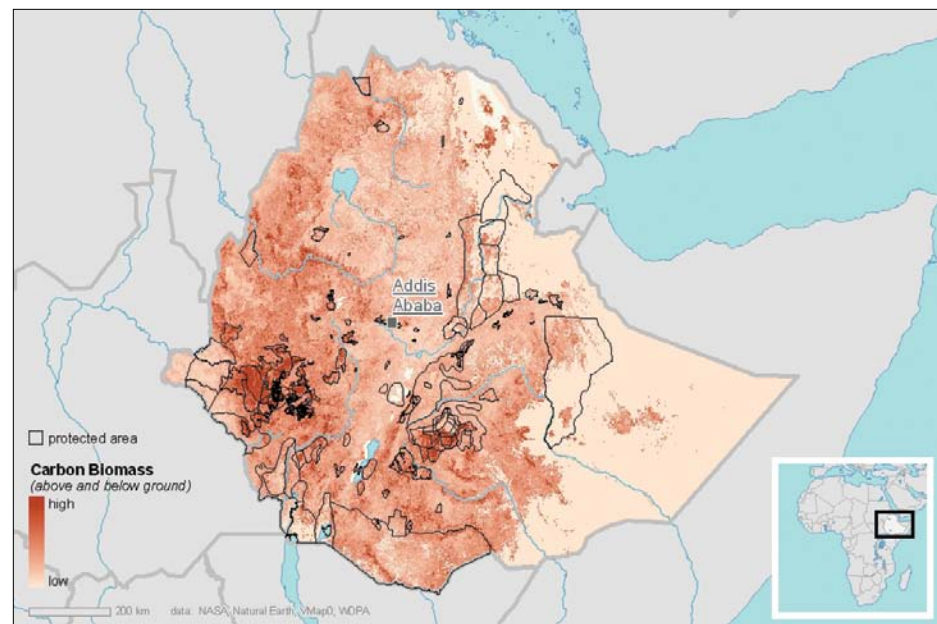 Addis
Ababa
protected area
Carbon Biomass
(above and below ground)
high
low
200 km
data: NASA, Natural Earth, VMap0, WDPA